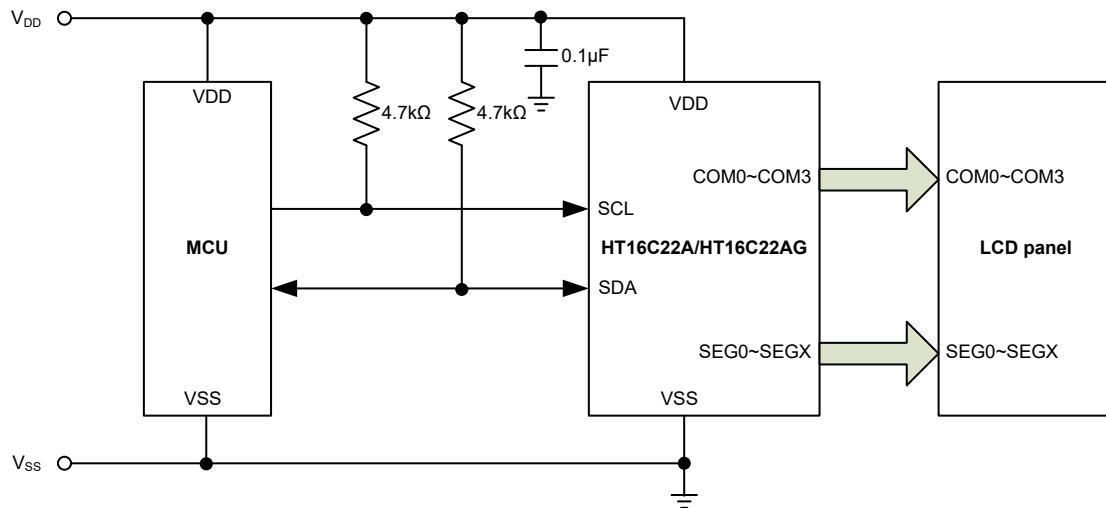 VDD
0.1μF
VDD
4.7kΩ
4.7kΩ
VDD
COM0~COM3
COM0~COM3
SCL
MCU
HT16C22A/HT16C22AG
LCD panel
SDA
SEG0~SEGX
SEG0~SEGX
VSS
VSS
VSS